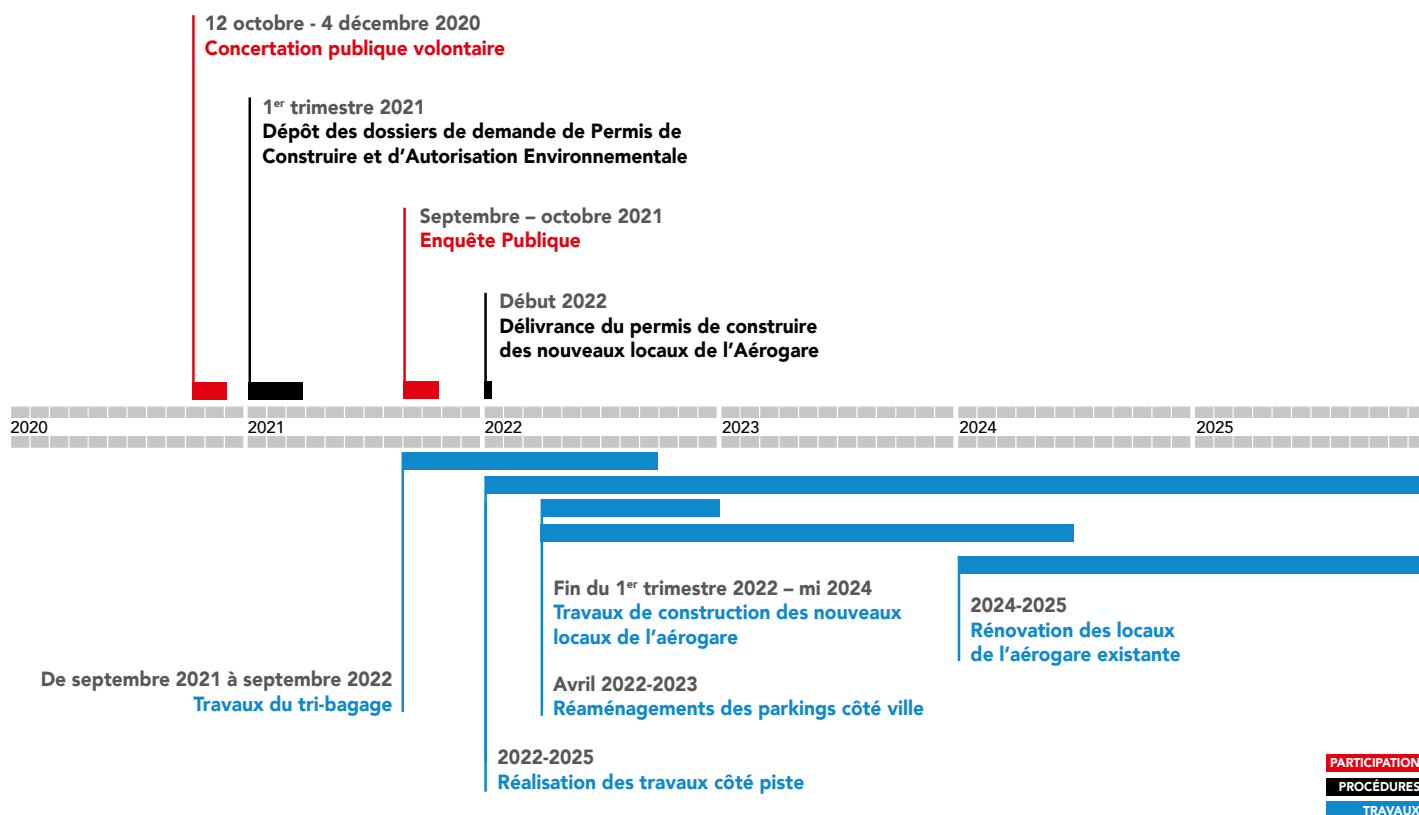 12 octobre - 4 décembre 2020
Concertation publique volontaire
1er trimestre 2021
Dépôt des dossiers de demande de Permis de
Construire et d'Autorisation Environnementale
Septembre – octobre 2021
Enquête Publique
Début 2022
Délivrance du permis de construire
des nouveaux locaux de l'Aérogare
2020 2021 2022 2023 2024 2025
Fin du 1er trimestre 2022 – mi 2024
Travaux de construction des nouveaux
locaux de l'aérogare
2024-2025
Rénovation des locaux
de l'aérogare existante
De septembre 2021 à septembre 2022
Travaux du tri-bagage
Avril 2022-2023
Réaménagements des parkings côté ville
2022-2025
Réalisation des travaux côté piste
PARTICIPATION
PROCÉDURES
TRAVAUX